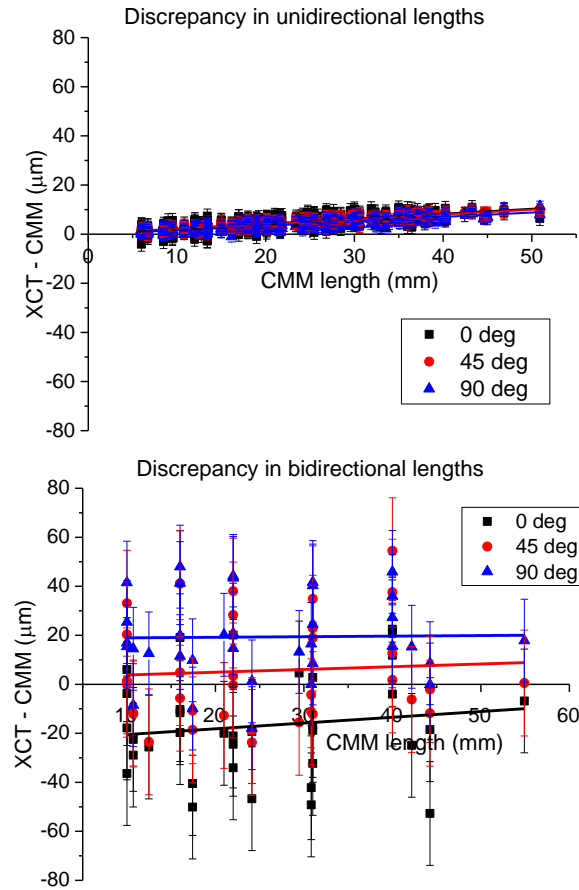 Discrepancy in unidirectional lengths
80
60
40
20
0
-20
-40
-60
-80
XCT - CMM (μm)
0 10 20 30 40 50
CMM length (mm)
0 deg
45 deg
90 deg
Discrepancy in bidirectional lengths
80
60
40
20
0
-20
-40
-60
-80
XCT - CMM (μm)
10 20 30 40 50 60
CMM length (mm)
0 deg
45 deg
90 deg